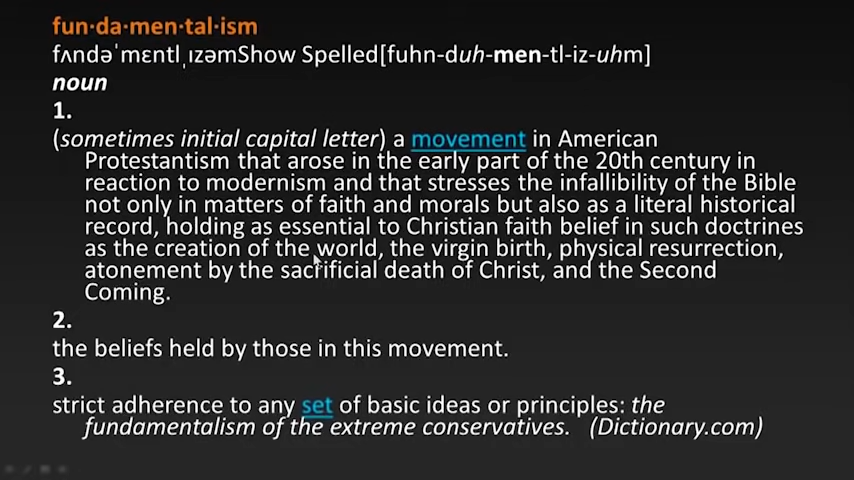 fun·da·men·tal·ism
fʌndəˈmɛntlˌɪzəmShow Spelled[fuhn-duh-men-tl-iz-uhm]
noun
1.
(sometimes initial capital letter) a movement in American
Protestantism that arose in the early part of the 20th century in
reaction to modernism and that stresses the infallibility of the Bible
not only in matters of faith and morals but also as a literal historical
record, holding as essential to Christian faith belief in such doctrines
as the creation of the world, the virgin birth, physical resurrection,
atonement by the sacrificial death of Christ, and the Second
Coming.
2.
the beliefs held by those in this movement.
3.
strict adherence to any set of basic ideas or principles: the
fundamentalism of the extreme conservatives. (Dictionary.com)